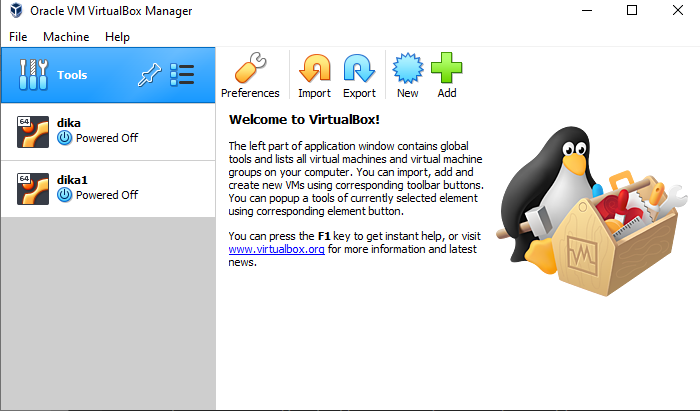 Oracle VM VirtualBox Manager
File Machine Help
Tools
Preferences Import Export New Add
64
dika
Powered Off
64
dika1
Powered Off
Welcome to VirtualBox!
The left part of application window contains global
tools and lists all virtual machines and virtual machine
groups on your computer. You can import, add and
create new VMs using corresponding toolbar buttons.
You can popup a tools of currently selected element
using corresponding element button.
You can press the F1 key to get instant help, or visit
www.virtualbox.org for more information and latest
news.
VM